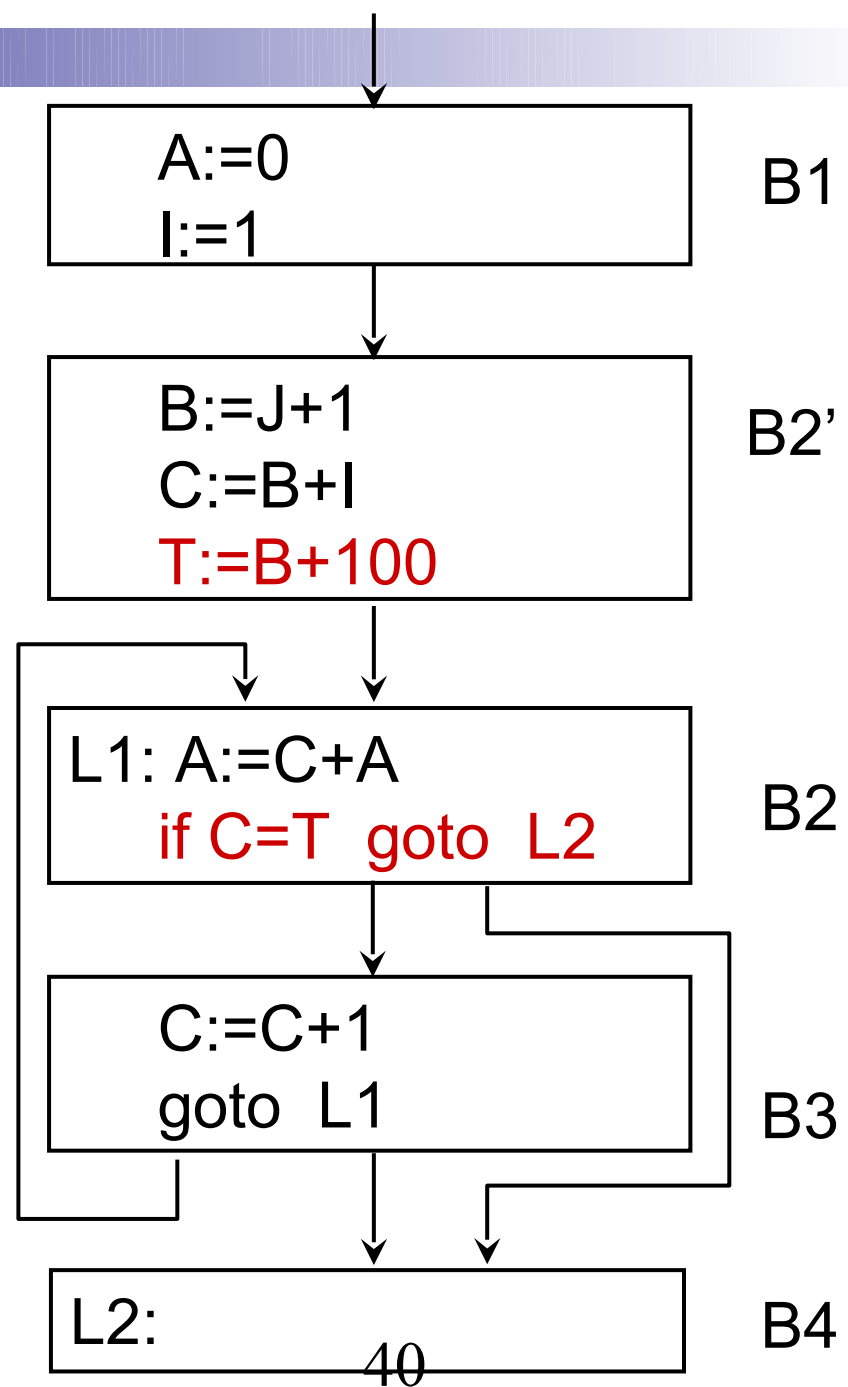 A:=0
I:=1
B1
B:=J+1
C:=B+I
T:=B+100
B2’
L1: A:=C+A
if C=T goto L2
B2
C:=C+1
goto L1
B3
L2:
B4
40